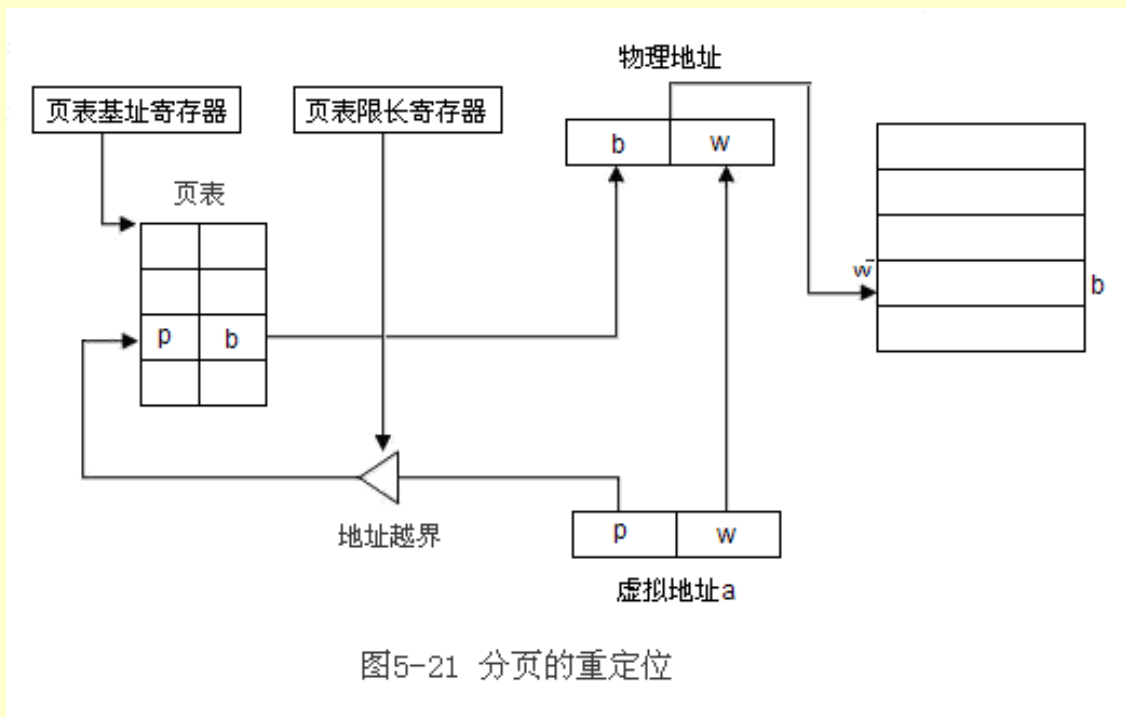 物理地址
页表基址寄存器
页表限长寄存器
b
w
页表
w
b
p
b
地址越界
p
w
虚拟地址a
图5-21 分页的重定位